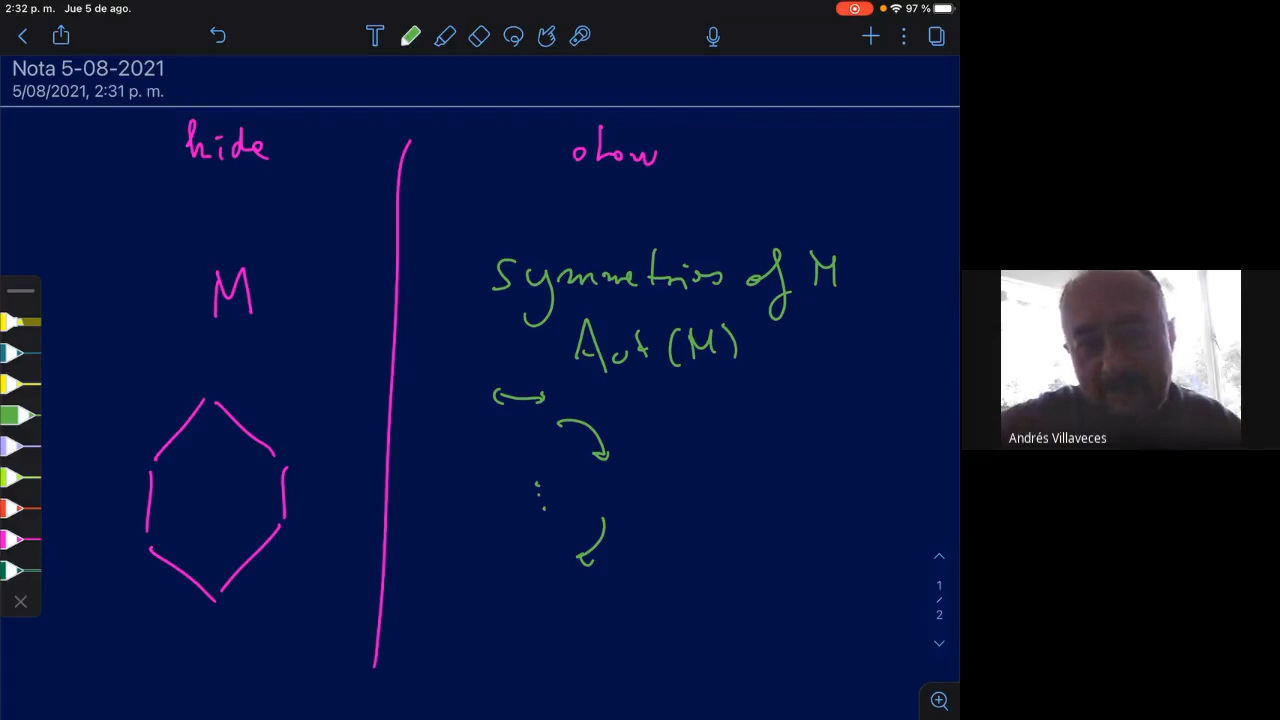 2:32 p. m. Jue 5 de ago. 97 %
T
Nota 5-08-2021
5/08/2021, 2:31 p. m.
hide
show
M
Symmetries of M
Aut (M)
Andrés Villaveces
1
/
2